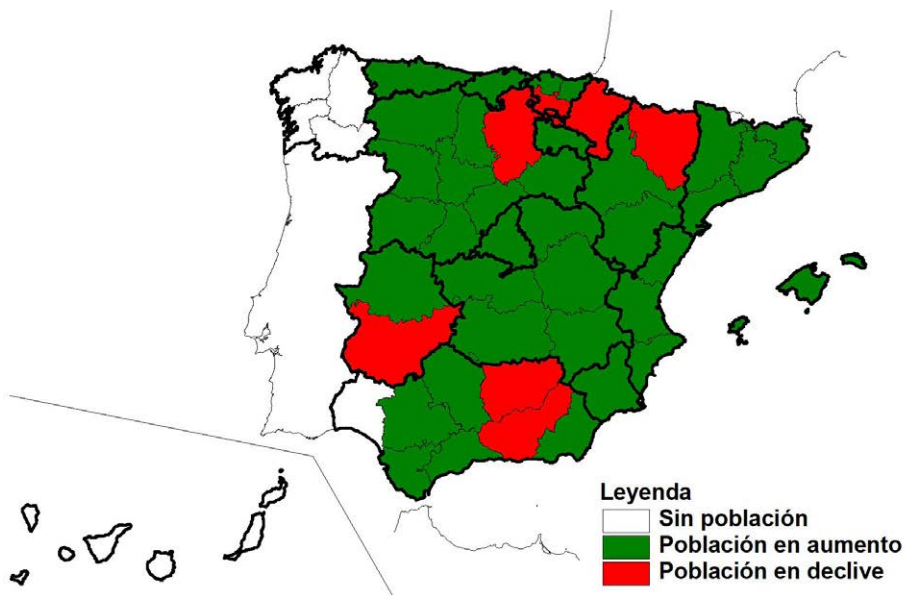 Leyenda
Sin población
Población en aumento
Población en declive